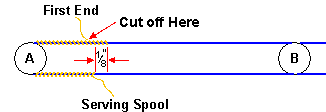 First End
Cut off Here
A
1/8"
B
Serving Spool